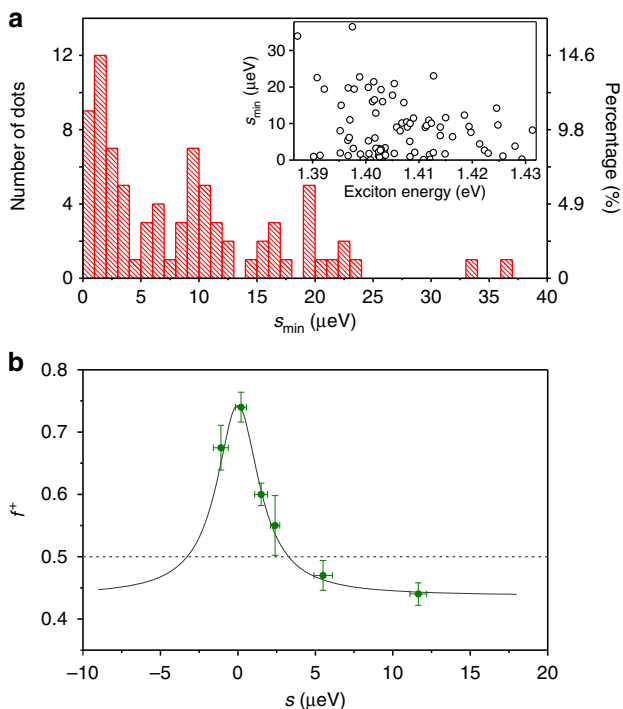 a
12
8
4
0
Number of dots
14.6
9.8
4.9
0
Percentage (%)
0 5 10 15 20 25 30 35 40
s_min (μeV)
30
20
10
0
s_min (μeV)
1.39 1.40 1.41 1.42 1.43
Exciton energy (eV)
b
0.8
0.7
0.6
0.5
0.4
f⁺
−10 −5 0 5 10 15 20
s (μeV)